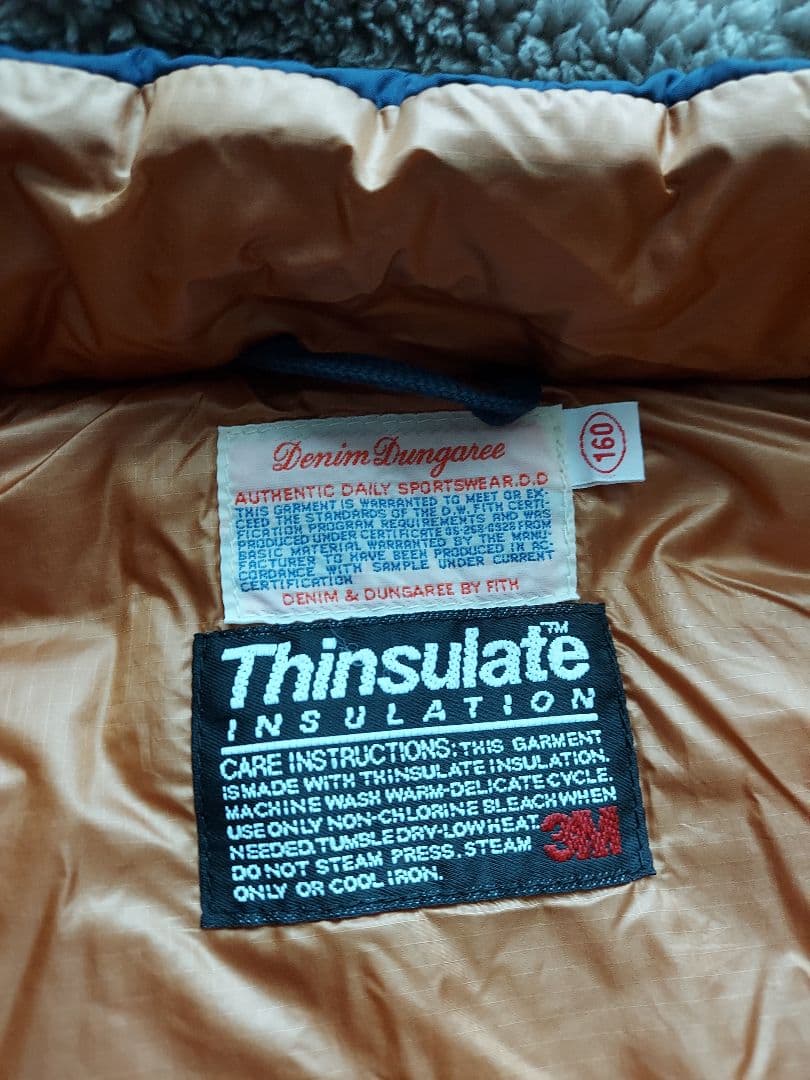 Denim Dungaree
160
AUTHENTIC DAILY SPORTSWEAR.D.D
THIS GARMENT IS WARRANTED TO MEET OR EX-
CEED THE STANDARDS OF THE D.W. FITH CERTI
FICATION PROGRAM REQUIREMENTS AND WAS
PRODUCED UNDER CERTIFICATE FROM
BASIC MATERIAL WARRANTED BY THE MANU
FACTURER TO HAVE BEEN PRODUCED IN AC
CORDANCE WITH SAMPLE UNDER CURRENT
CERTIFICATION
DENIM & DUNGAREE BY FITH
Thinsulate™
INSULATION
CARE INSTRUCTIONS: THIS GARMENT
IS MADE WITH THINSULATE INSULATION.
MACHINE WASH WARM-DELICATE CYCLE.
USE ONLY NON-CHLORINE BLEACH WHEN
NEEDED. TUMBLE DRY-LOW HEAT.
DO NOT STEAM PRESS. STEAM
ONLY OR COOL IRON.
3M